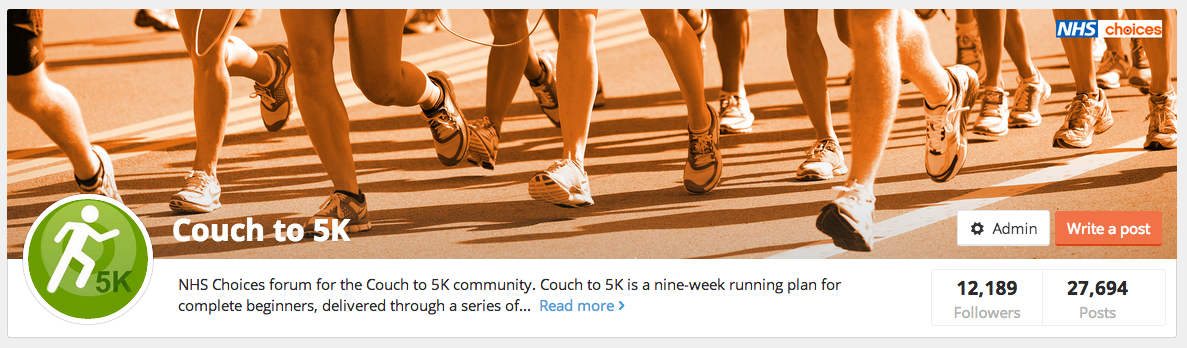 NHS choices
Couch to 5K
Admin
Write a post
5K
NHS Choices forum for the Couch to 5K community. Couch to 5K is a nine-week running plan for
complete beginners, delivered through a series of... Read more >
12,189
Followers
27,694
Posts